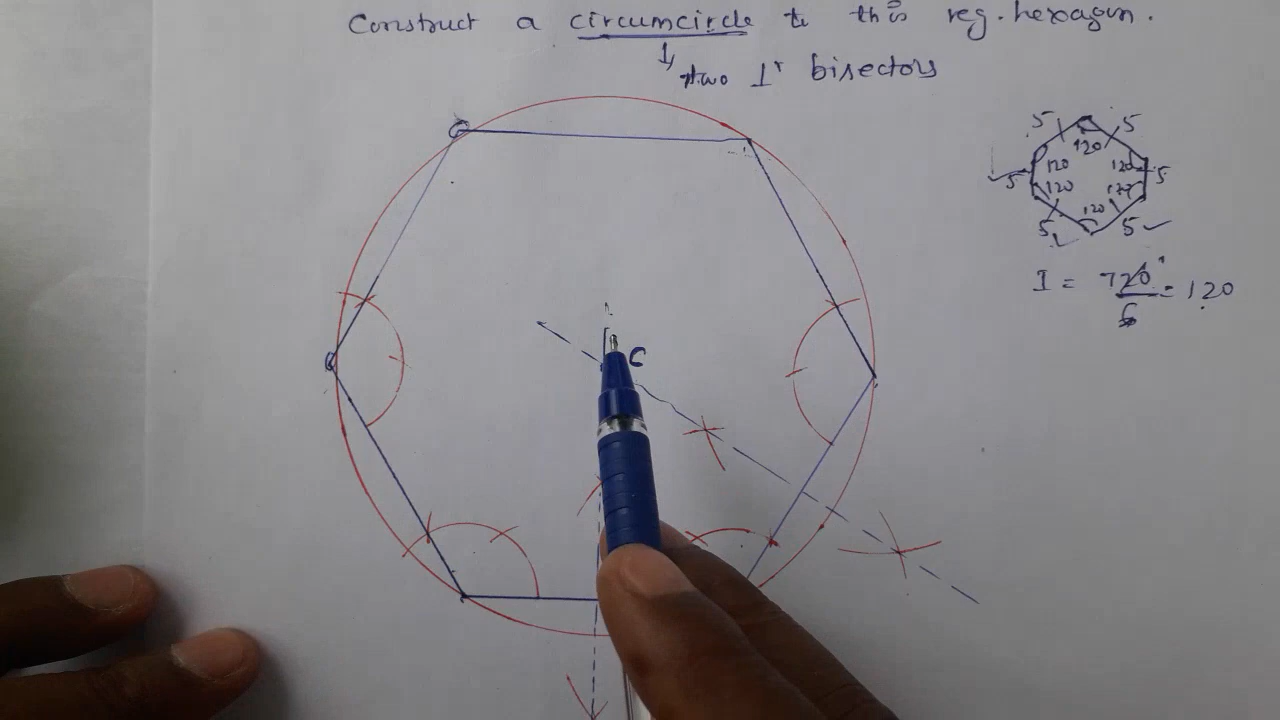 Construct a circumcircle to this reg. hexagon.
↓
two ⊥r bisectors
5 5
120
120 120
5 5
120 120
120
5 5
C
I = 720° = 120
6